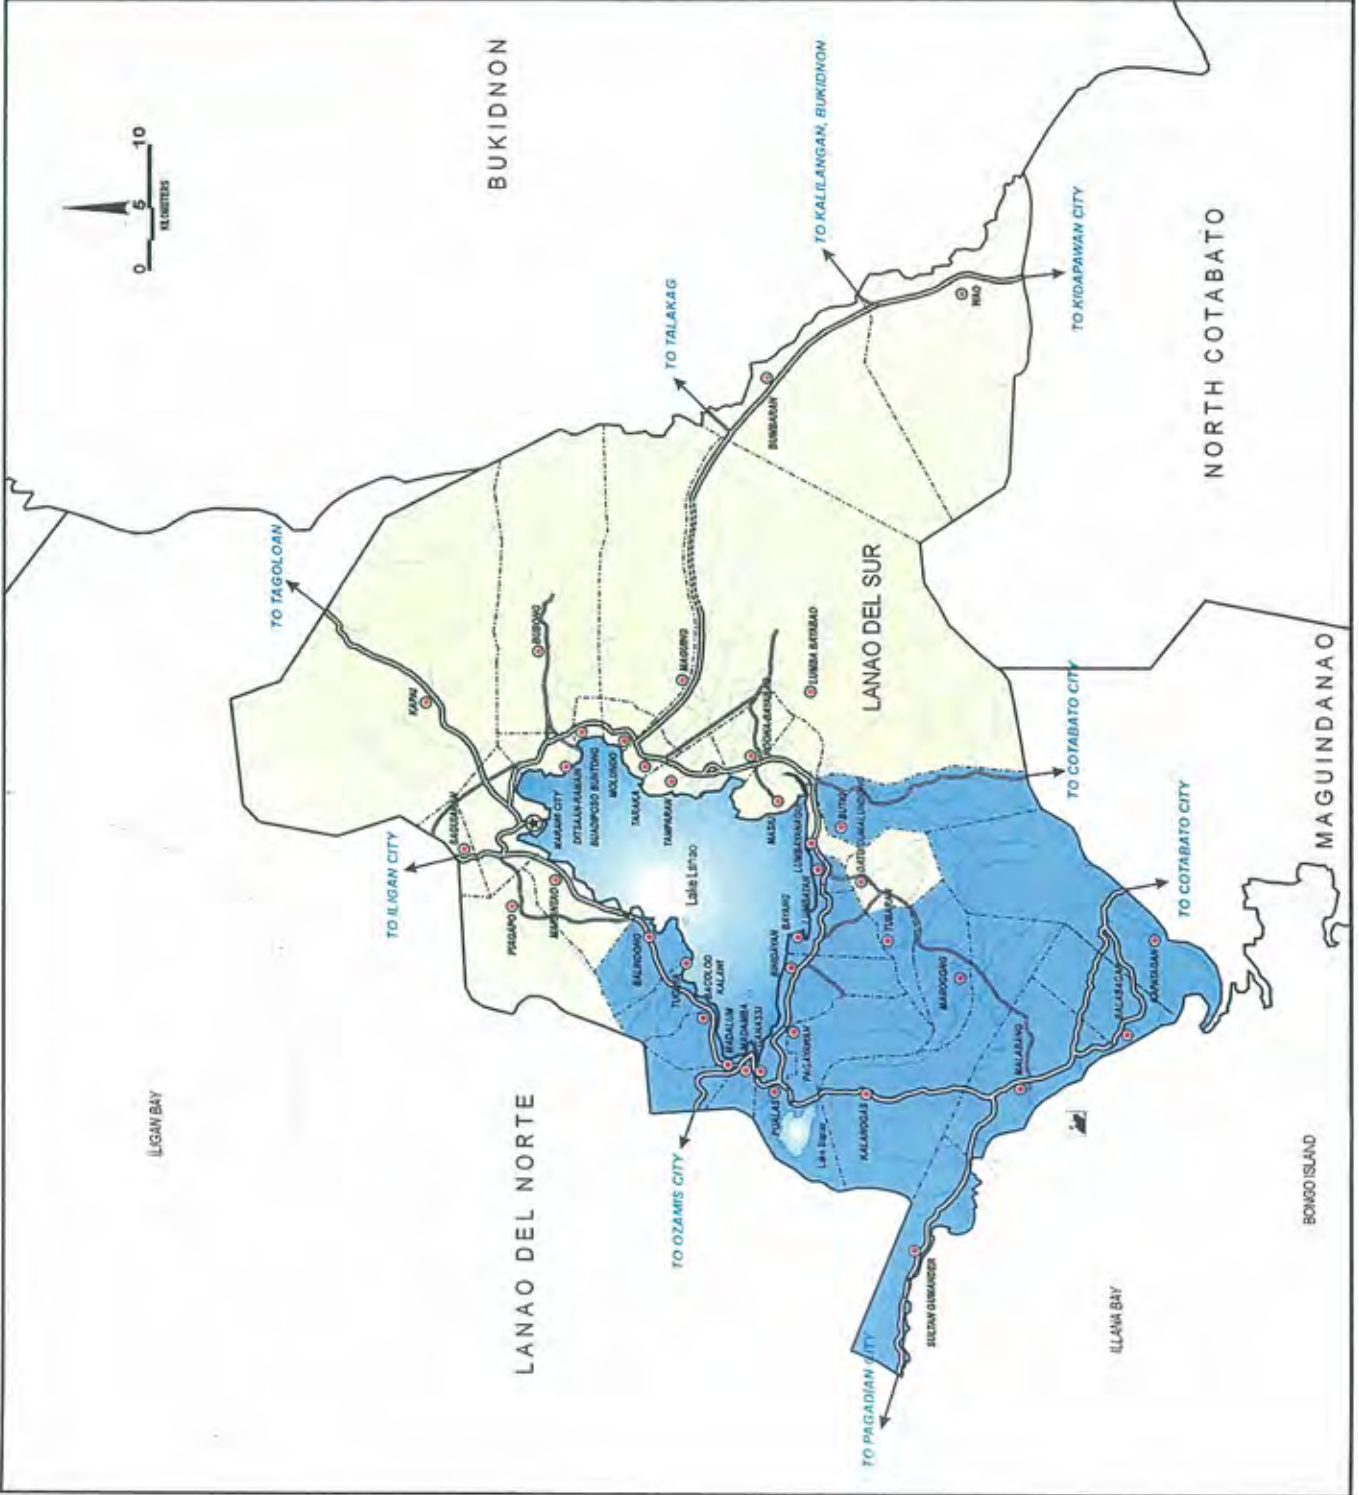 0 5 10
KILOMETERS
ILIGAN BAY
TO TAGOLOAN
TO ILIGAN CITY
BUKIDNON
LANAO DEL NORTE
KAPAI
SAGUIARAN
PIAGAPO
BUBONG
MARANTAO
MARAWI CITY
DITSAAN-RAMAIN
BUADIPOSO BUNTONG
MOLUNDO
BALINDONG
TARAKA
TAMPARAN
TO TALAKAG
TO OZAMIS CITY
MAGUING
Lake Lanao
TUGAYA
BACOLOD
KALAWI
MADALUM
MADAMBA
GANASSI
MASIU
POONA-BAYABAO
BUMBARAN
BINIDAYAN
BAYANG
PUALAS
LUMBATAN
LUMBAYANAGUE
PAGAYAWAN
LUMBA BAYABAO
TO KALILANGAN, BUKIDNON
Lake Dapao
BUTIG
KALANOGAS
LANAO DEL SUR
TUBARAN
TO PAGADIAN CITY
SULTAN GUMANDER
MAROGONG
WAO
MALABANG
TO COTABATO CITY
TO KIDAPAWAN CITY
BALABAGAN
ILLANA BAY
KAPATAGAN
TO COTABATO CITY
NORTH COTABATO
BONGO ISLAND
MAGUINDANAO